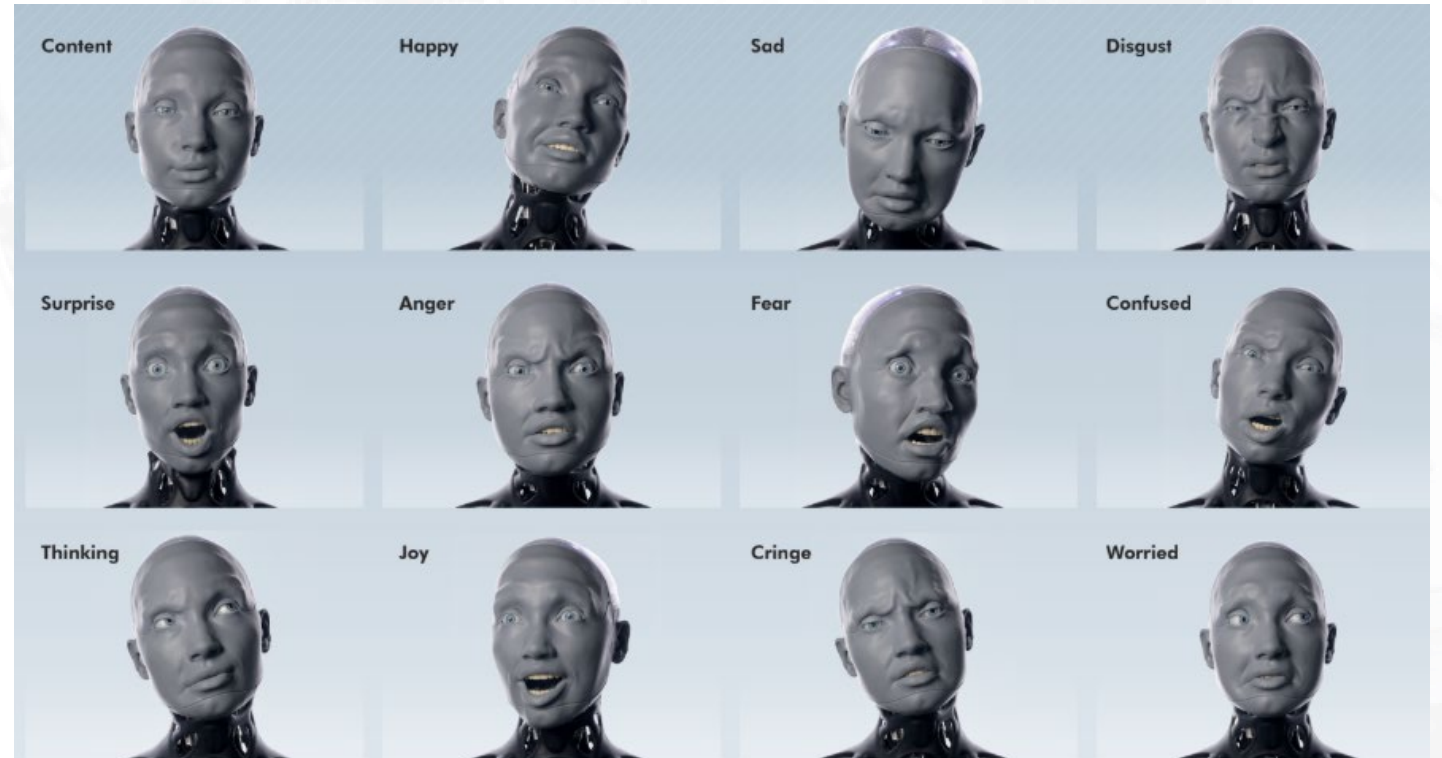 Content
Happy
Sad
Disgust
Surprise
Anger
Fear
Confused
Thinking
Joy
Cringe
Worried